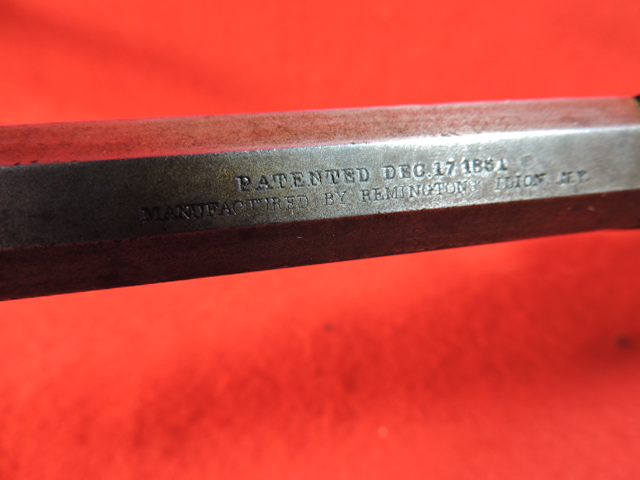 PATENTED DEC. 17 1861
MANUFACTURED BY REMINGTON'S ILION, N.Y.